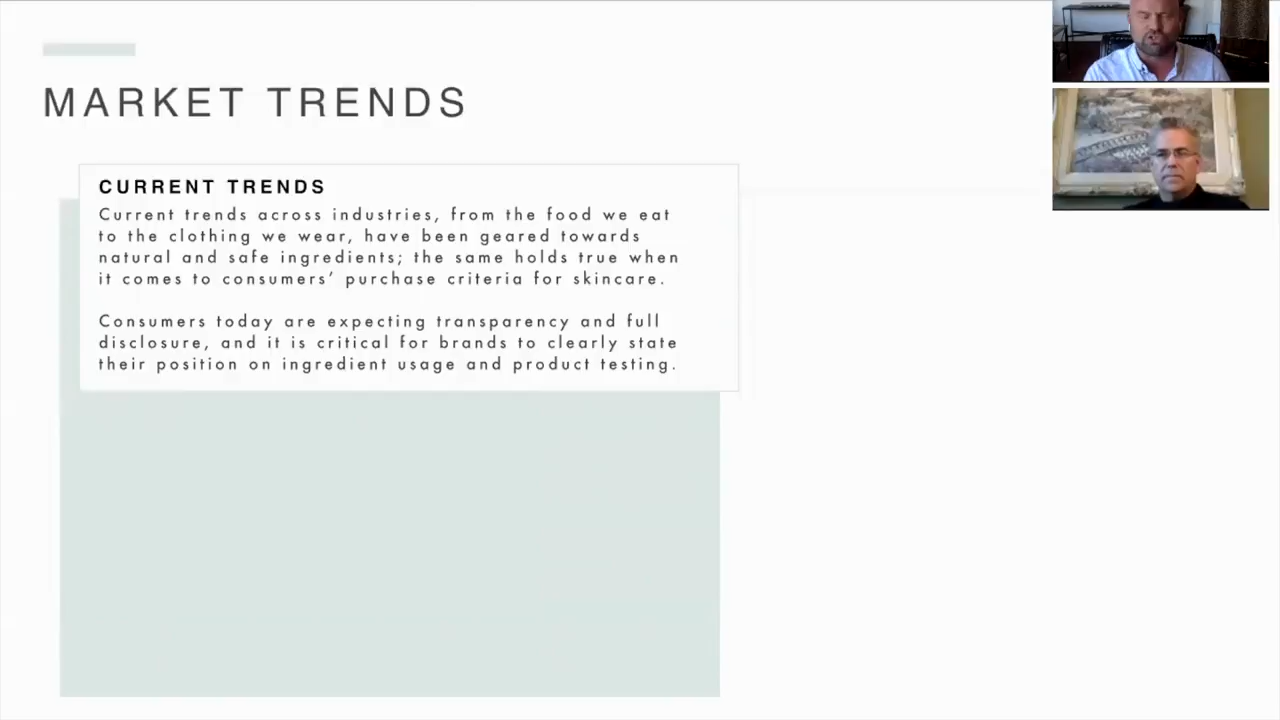 MARKET TRENDS
CURRENT TRENDS
Current trends across industries, from the food we eat
to the clothing we wear, have been geared towards
natural and safe ingredients; the same holds true when
it comes to consumers’ purchase criteria for skincare.
Consumers today are expecting transparency and full
disclosure, and it is critical for brands to clearly state
their position on ingredient usage and product testing.